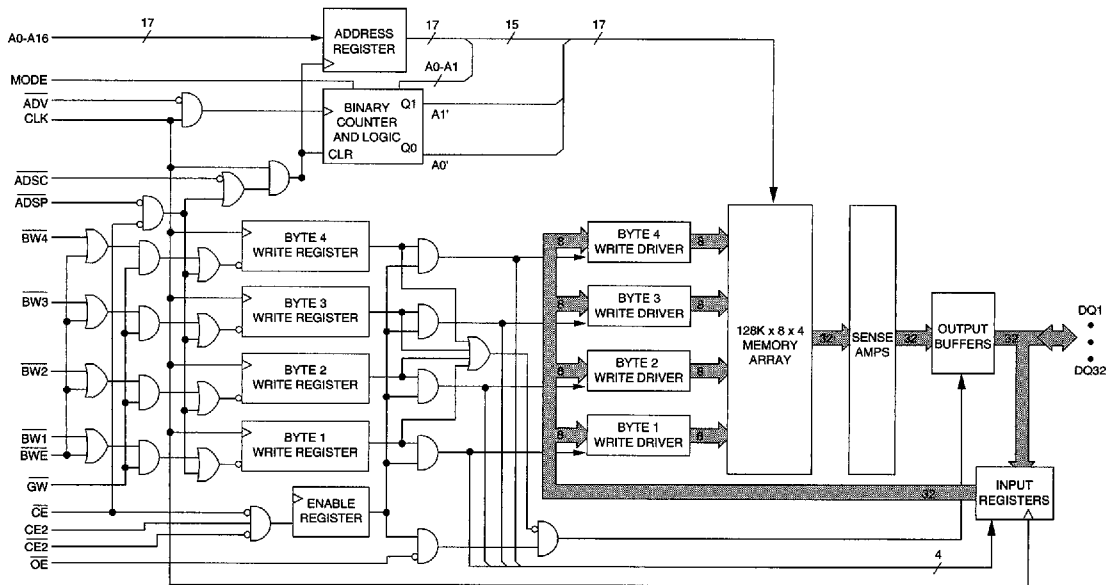 17
17
15
17
A0-A16
ADDRESS
REGISTER
A0-A1
MODE
ADV
CLK
BINARY
COUNTER
AND LOGIC
Q1
Q0
CLR
A1'
A0'
ADSC
ADSP
BW4
BYTE 4
WRITE REGISTER
8
BYTE 4
WRITE DRIVER
8
BW3
BYTE 3
WRITE REGISTER
8
BYTE 3
WRITE DRIVER
8
128K x 8 x 4
MEMORY
ARRAY
32
SENSE
AMPS
32
OUTPUT
BUFFERS
32
DQ1
DQ32
BW2
BYTE 2
WRITE REGISTER
8
BYTE 2
WRITE DRIVER
8
BW1
BWE
BYTE 1
WRITE REGISTER
8
BYTE 1
WRITE DRIVER
8
GW
CE
CE2
CE2
OE
ENABLE
REGISTER
32
INPUT
REGISTERS
4